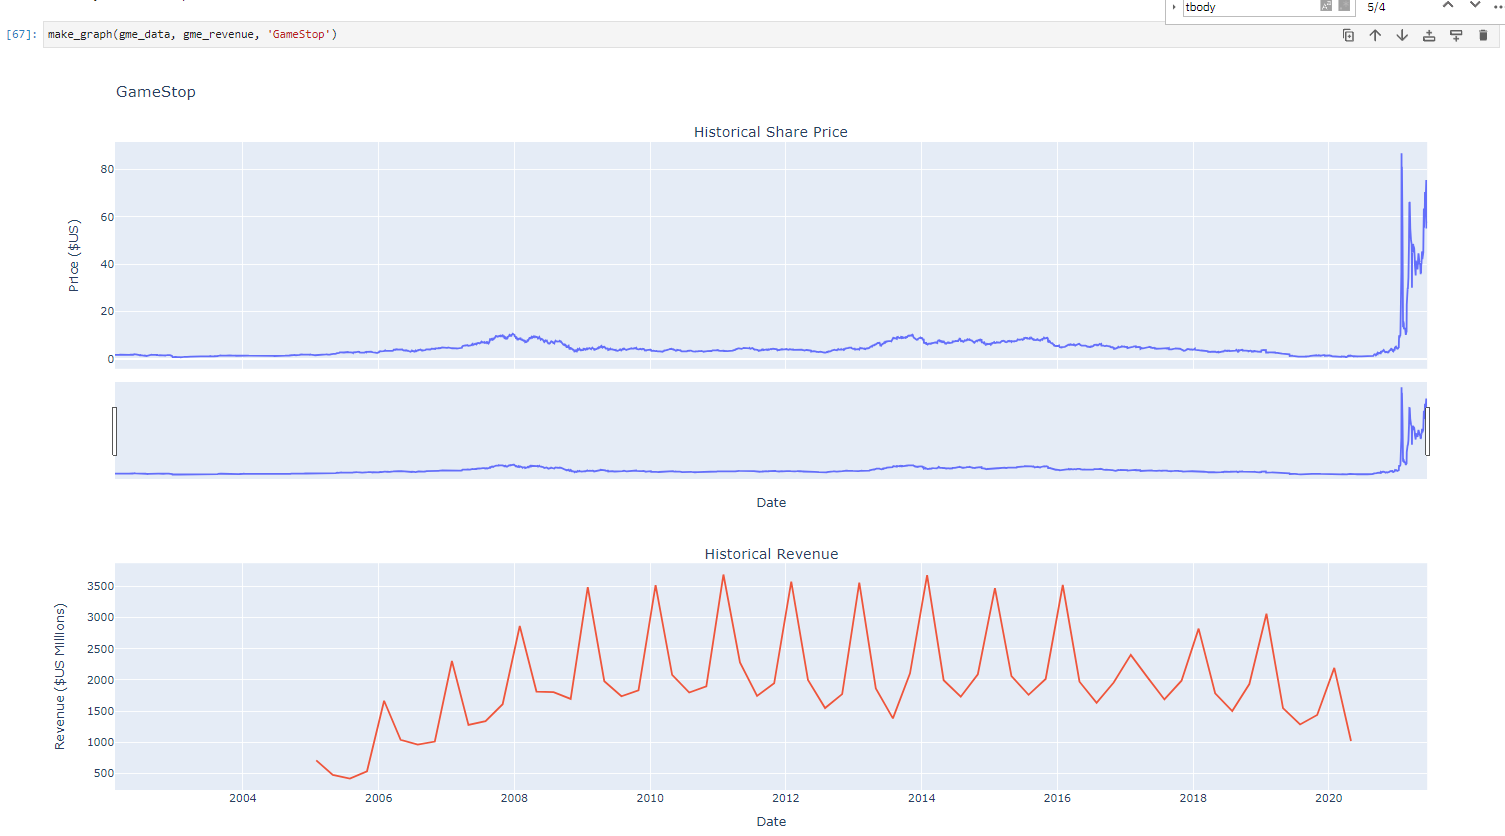 tbody 5/4
[67]: make_graph(gme_data, gme_revenue, 'GameStop')
GameStop
Historical Share Price
80
60
40
20
0
Price ($US)
Date
Historical Revenue
3500
3000
2500
2000
1500
1000
500
Revenue ($US Millions)
2004 2006 2008 2010 2012 2014 2016 2018 2020
Date